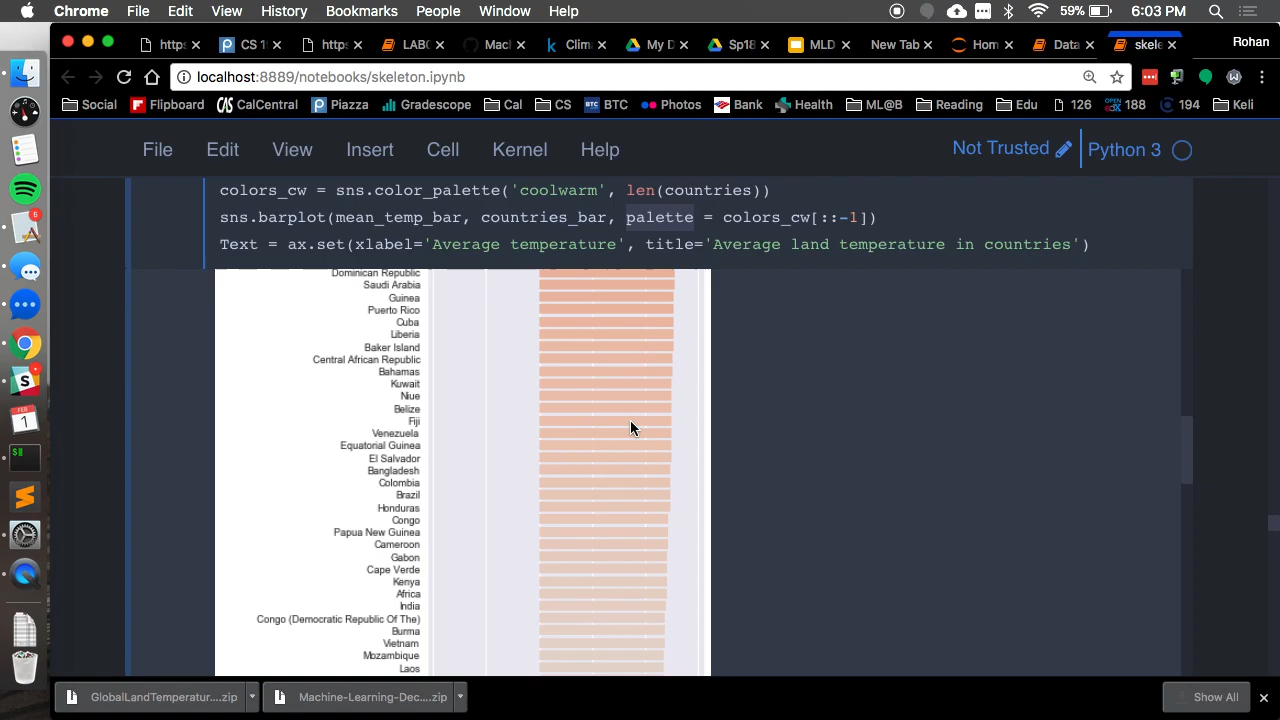 Chrome File Edit View History Bookmarks People Window Help 59% 6:03 PM
https PS CS 1 https LABC Mac Clim My D Sp18 MLD New Tab Hom Data skele Rohan
localhost:8889/notebooks/skeleton.ipynb
Social Flipboard CalCentral Piazza Gradescope Cal CS BTC Photos Bank Health ML@B Reading Edu 126 188 194 Keli
File Edit View Insert Cell Kernel Help Not Trusted Python 3
colors_cw = sns.color_palette('coolwarm', len(countries))
sns.barplot(mean_temp_bar, countries_bar, palette = colors_cw[::-1])
Text = ax.set(xlabel='Average temperature', title='Average land temperature in countries')
Dominican Republic
Saudi Arabia
Guinea
Puerto Rico
Cuba
Liberia
Baker Island
Central African Republic
Bahamas
Kuwait
Niue
Belize
Fiji
Venezuela
Equatorial Guinea
El Salvador
Bangladesh
Colombia
Brazil
Honduras
Congo
Papua New Guinea
Cameroon
Gabon
Cape Verde
Kenya
Africa
India
Congo (Democratic Republic Of The)
Burma
Vietnam
Mozambique
Laos
GlobalLandTemperatur....zip Machine-Learning-Dec....zip Show All